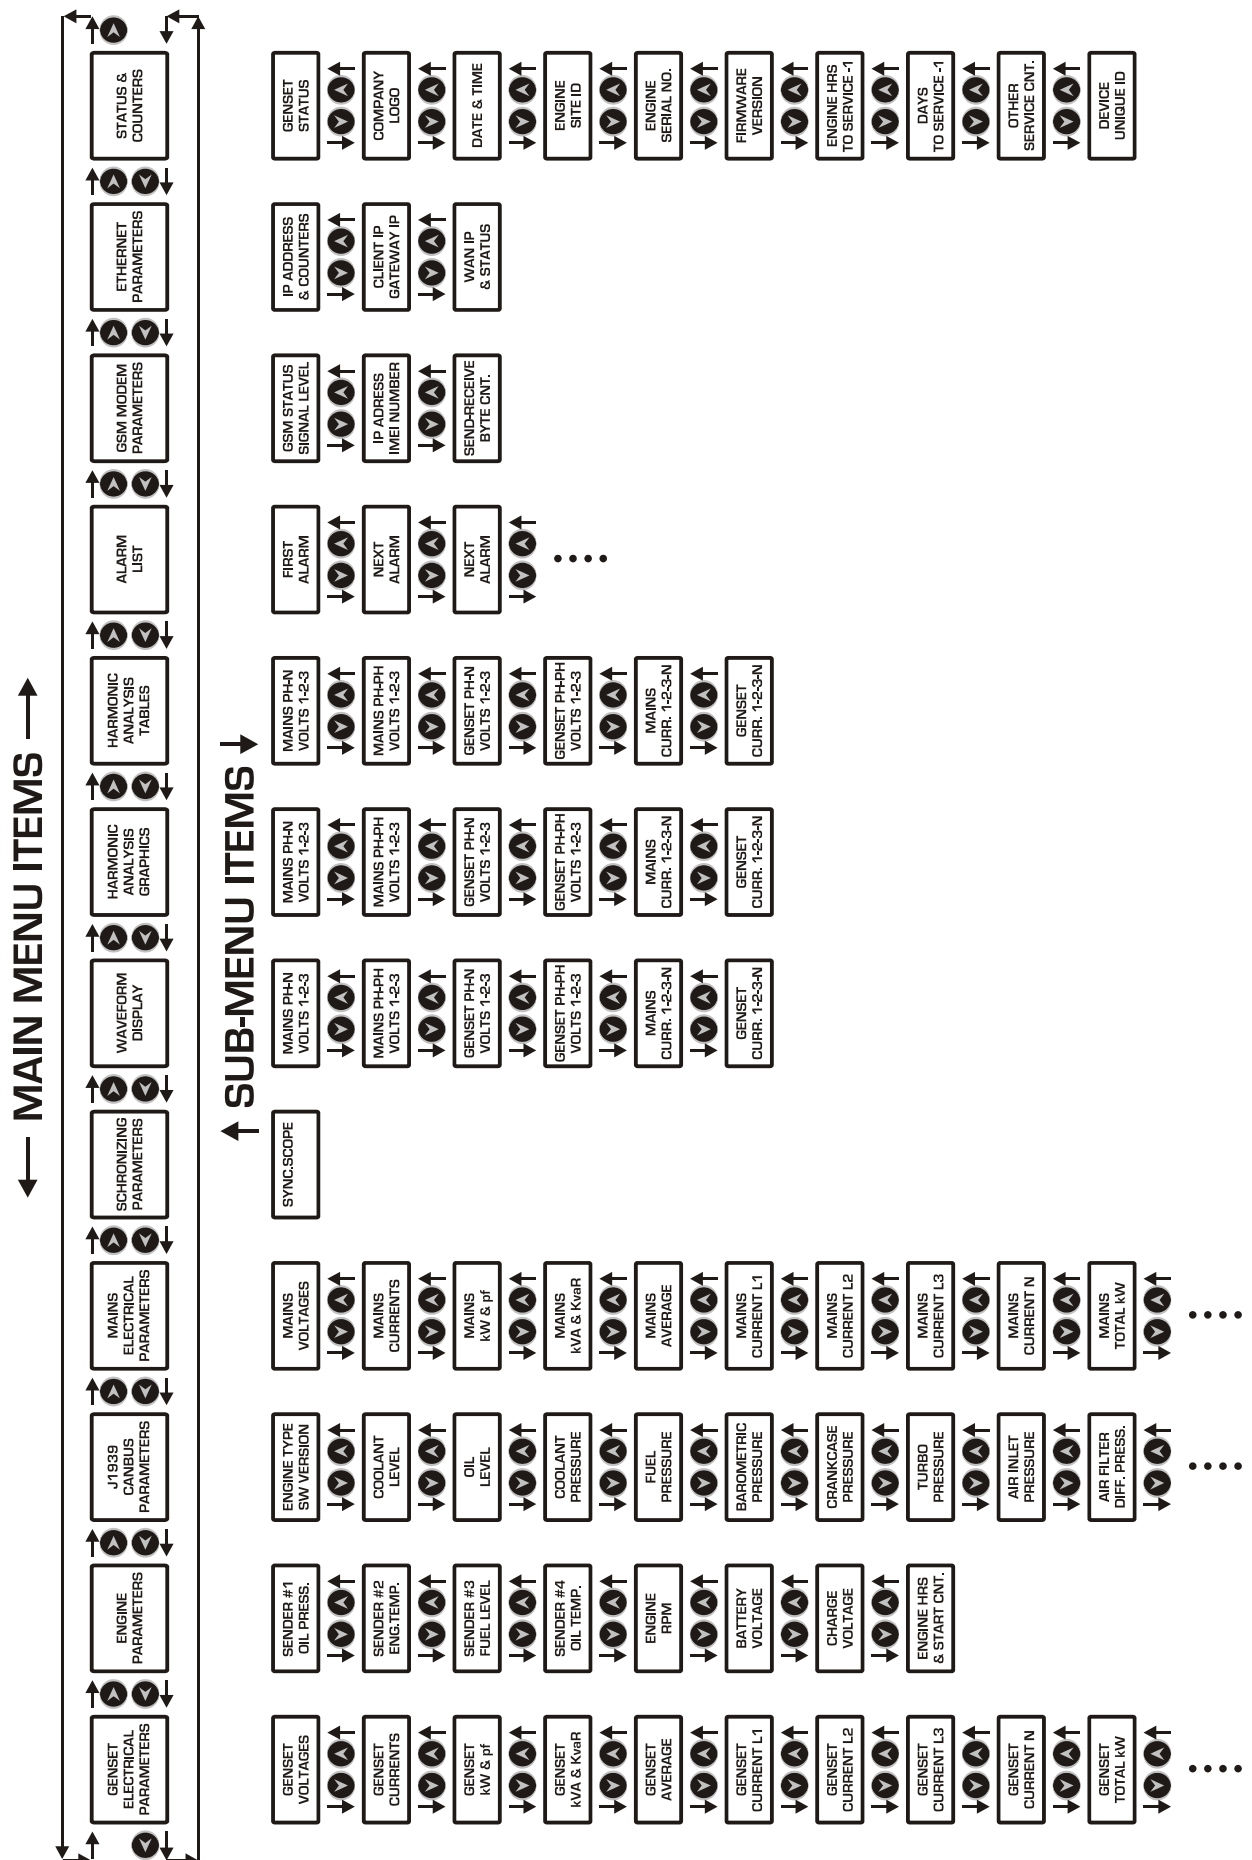 MAIN MENU ITEMS
GENSET
ELECTRICAL
PARAMETERS
ENGINE
PARAMETERS
J1939
CANBUS
PARAMETERS
MAINS
ELECTRICAL
PARAMETERS
SCHRONIZING
PARAMETERS
WAVEFORM
DISPLAY
HARMONIC
ANALYSIS
GRAPHICS
HARMONIC
ANALYSIS
TABLES
ALARM
LIST
GSM MODEM
PARAMETERS
ETHERNET
PARAMETERS
STATUS &
COUNTERS
SUB-MENU ITEMS
GENSET
VOLTAGES
GENSET
CURRENTS
GENSET
kW & pf
GENSET
kVA & KvaR
GENSET
AVERAGE
GENSET
CURRENT L1
GENSET
CURRENT L2
GENSET
CURRENT L3
GENSET
CURRENT N
GENSET
TOTAL kW
SENDER #1
OIL PRESS.
SENDER #2
ENG.TEMP.
SENDER #3
FUEL LEVEL
SENDER #4
OIL TEMP.
ENGINE
RPM
BATTERY
VOLTAGE
CHARGE
VOLTAGE
ENGINE HRS
& START CNT.
ENGINE TYPE
SW VERSION
COOLANT
LEVEL
OIL
LEVEL
COOLANT
PRESSURE
FUEL
PRESSURE
BAROMETRIC
PRESSURE
CRANKCASE
PRESSURE
TURBO
PRESSURE
AIR INLET
PRESSURE
AIR FILTER
DIFF. PRESS.
MAINS
VOLTAGES
MAINS
CURRENTS
MAINS
kW & pf
MAINS
kVA & KvaR
MAINS
AVERAGE
MAINS
CURRENT L1
MAINS
CURRENT L2
MAINS
CURRENT L3
MAINS
CURRENT N
MAINS
TOTAL kW
SYNC.SCOPE
MAINS PH-N
VOLTS 1-2-3
MAINS PH-PH
VOLTS 1-2-3
GENSET PH-N
VOLTS 1-2-3
GENSET PH-PH
VOLTS 1-2-3
MAINS
CURR. 1-2-3-N
GENSET
CURR. 1-2-3-N
MAINS PH-N
VOLTS 1-2-3
MAINS PH-PH
VOLTS 1-2-3
GENSET PH-N
VOLTS 1-2-3
GENSET PH-PH
VOLTS 1-2-3
MAINS
CURR. 1-2-3-N
GENSET
CURR. 1-2-3-N
MAINS PH-N
VOLTS 1-2-3
MAINS PH-PH
VOLTS 1-2-3
GENSET PH-N
VOLTS 1-2-3
GENSET PH-PH
VOLTS 1-2-3
MAINS
CURR. 1-2-3-N
GENSET
CURR. 1-2-3-N
FIRST
ALARM
NEXT
ALARM
NEXT
ALARM
GSM STATUS
SIGNAL LEVEL
IP ADRESS
IMEI NUMBER
SEND-RECEIVE
BYTE CNT.
IP ADDRESS
& COUNTERS
CLIENT IP
GATEWAY IP
WAN IP
& STATUS
GENSET
STATUS
COMPANY
LOGO
DATE & TIME
ENGINE
SITE ID
ENGINE
SERIAL NO.
FIRMWARE
VERSION
ENGINE HRS
TO SERVICE -1
DAYS
TO SERVICE -1
OTHER
SERVICE CNT.
DEVICE
UNIQUE ID